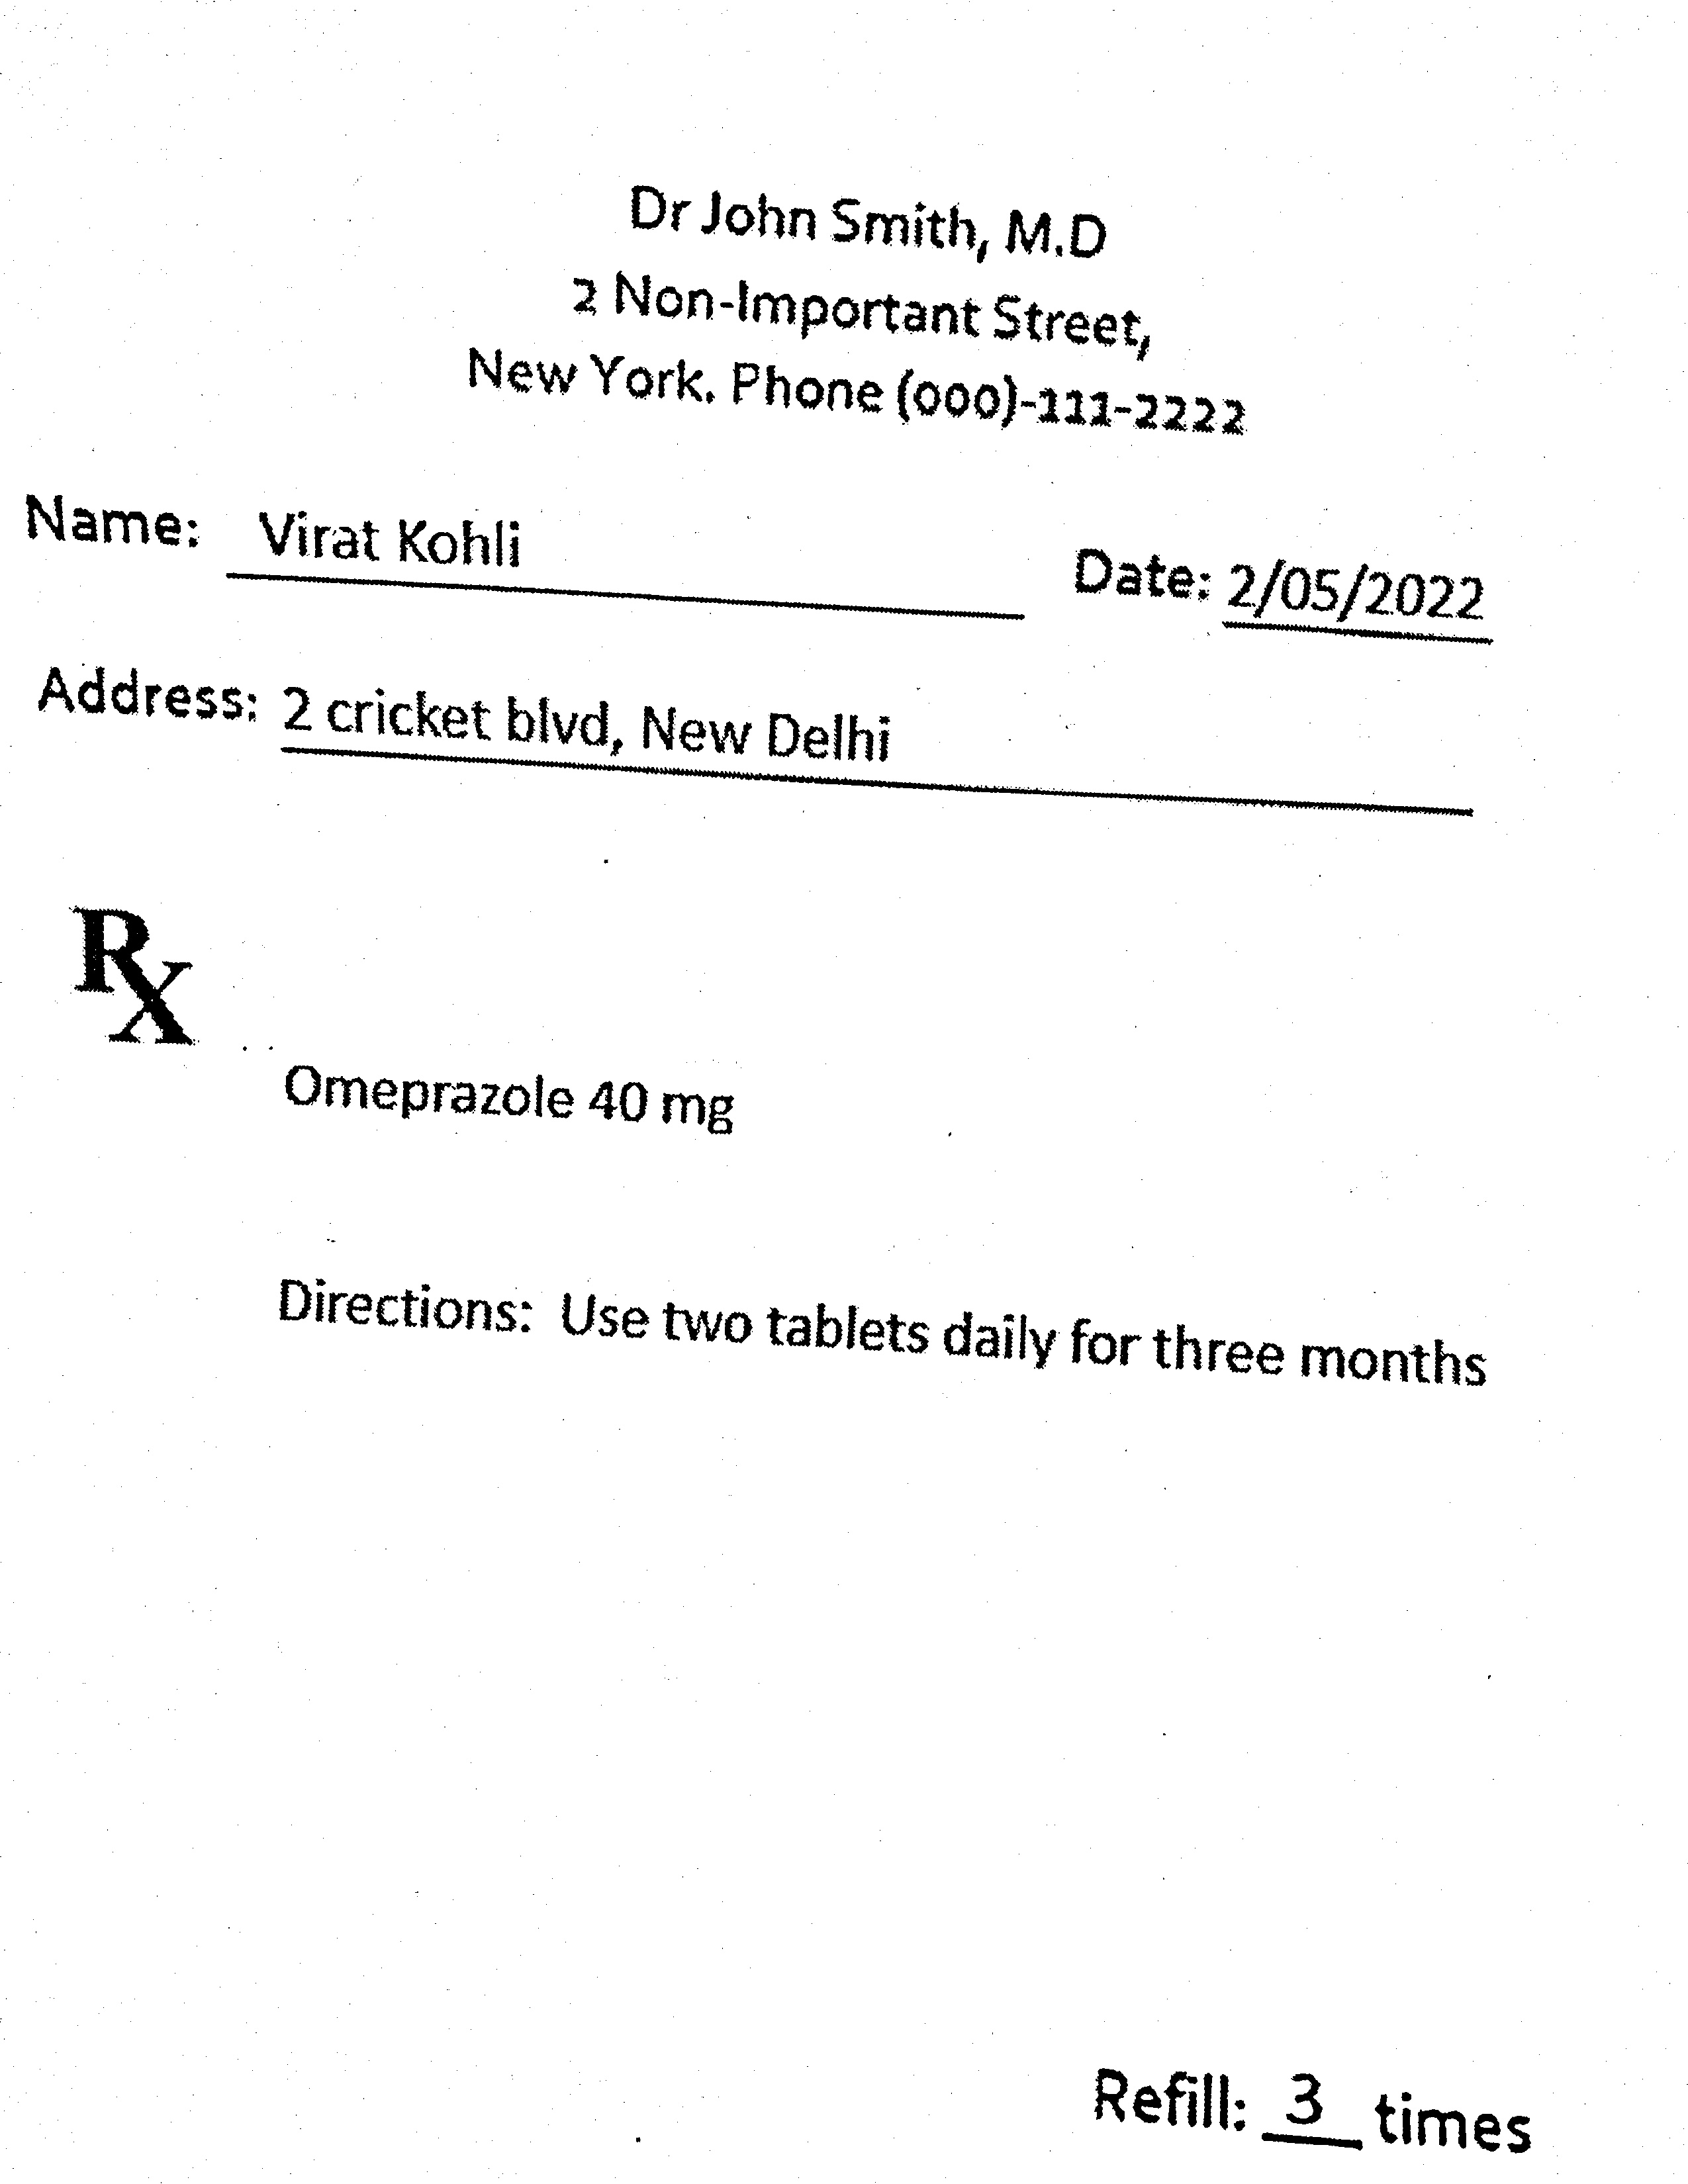 Dr John Smith, M.D
2 Non-Important Street,
New York. Phone (000)-111-2222
Name: Virat Kohli Date: 2/05/2022
Address: 2 cricket blvd, New Delhi
Rx
Omeprazole 40 mg
Directions: Use two tablets daily for three months
Refill: 3 times